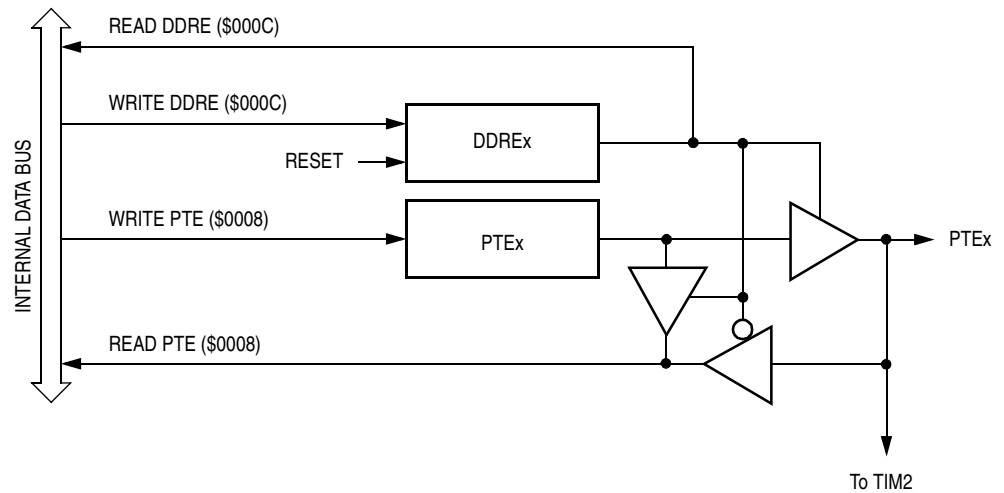 READ DDRE ($000C)
WRITE DDRE ($000C)
DDREx
RESET
WRITE PTE ($0008)
PTEx
PTEx
READ PTE ($0008)
INTERNAL DATA BUS
To TIM2